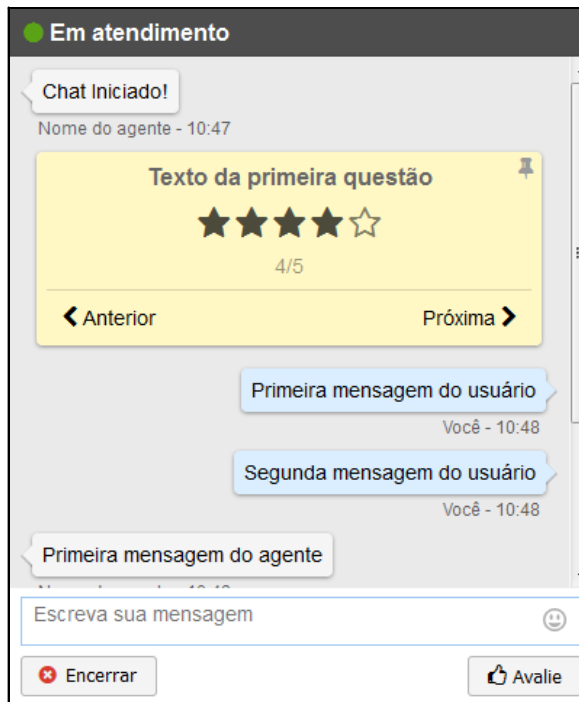 Em atendimento
Chat Iniciado!
Nome do agente - 10:47
Texto da primeira questão
4/5
Anterior
Próxima
Primeira mensagem do usuário
Você - 10:48
Segunda mensagem do usuário
Você - 10:48
Primeira mensagem do agente
Escreva sua mensagem
Encerrar
Avalie